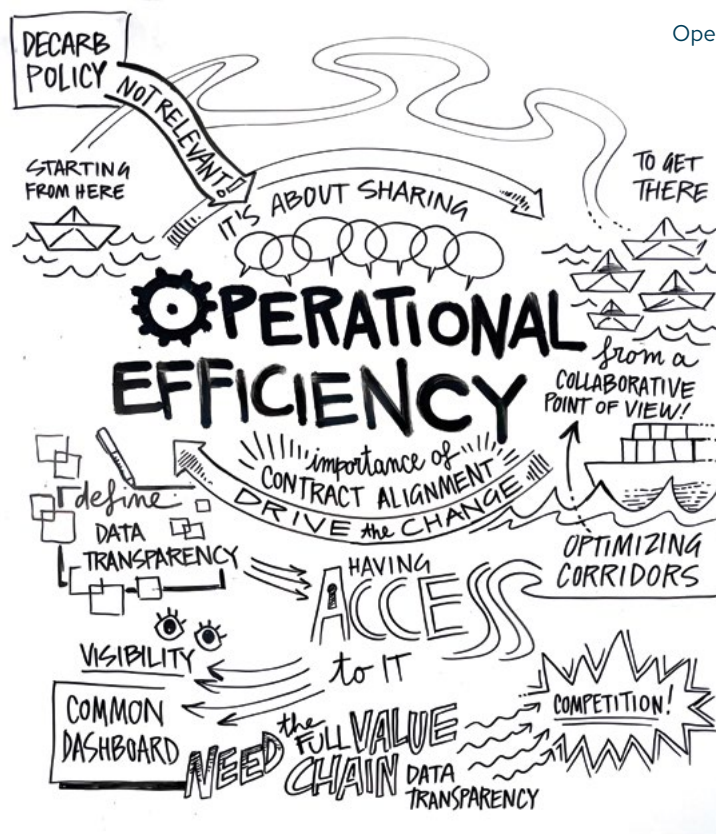 Ope
DECARB
POLICY
NOT RELEVANT!
STARTING
FROM HERE
TO GET
THERE
IT'S ABOUT SHARING
OPERATIONAL
EFFICIENCY
from a
COLLABORATIVE
POINT OF VIEW!
importance of
CONTRACT ALIGNMENT
DRIVE the CHANGE
define
DATA
TRANSPARENCY
HAVING
ACCESS
to IT
OPTIMIZING
CORRIDORS
VISIBILITY
COMMON
DASHBOARD
NEED the FULL VALUE
CHAIN DATA
TRANSPARENCY
COMPETITION!